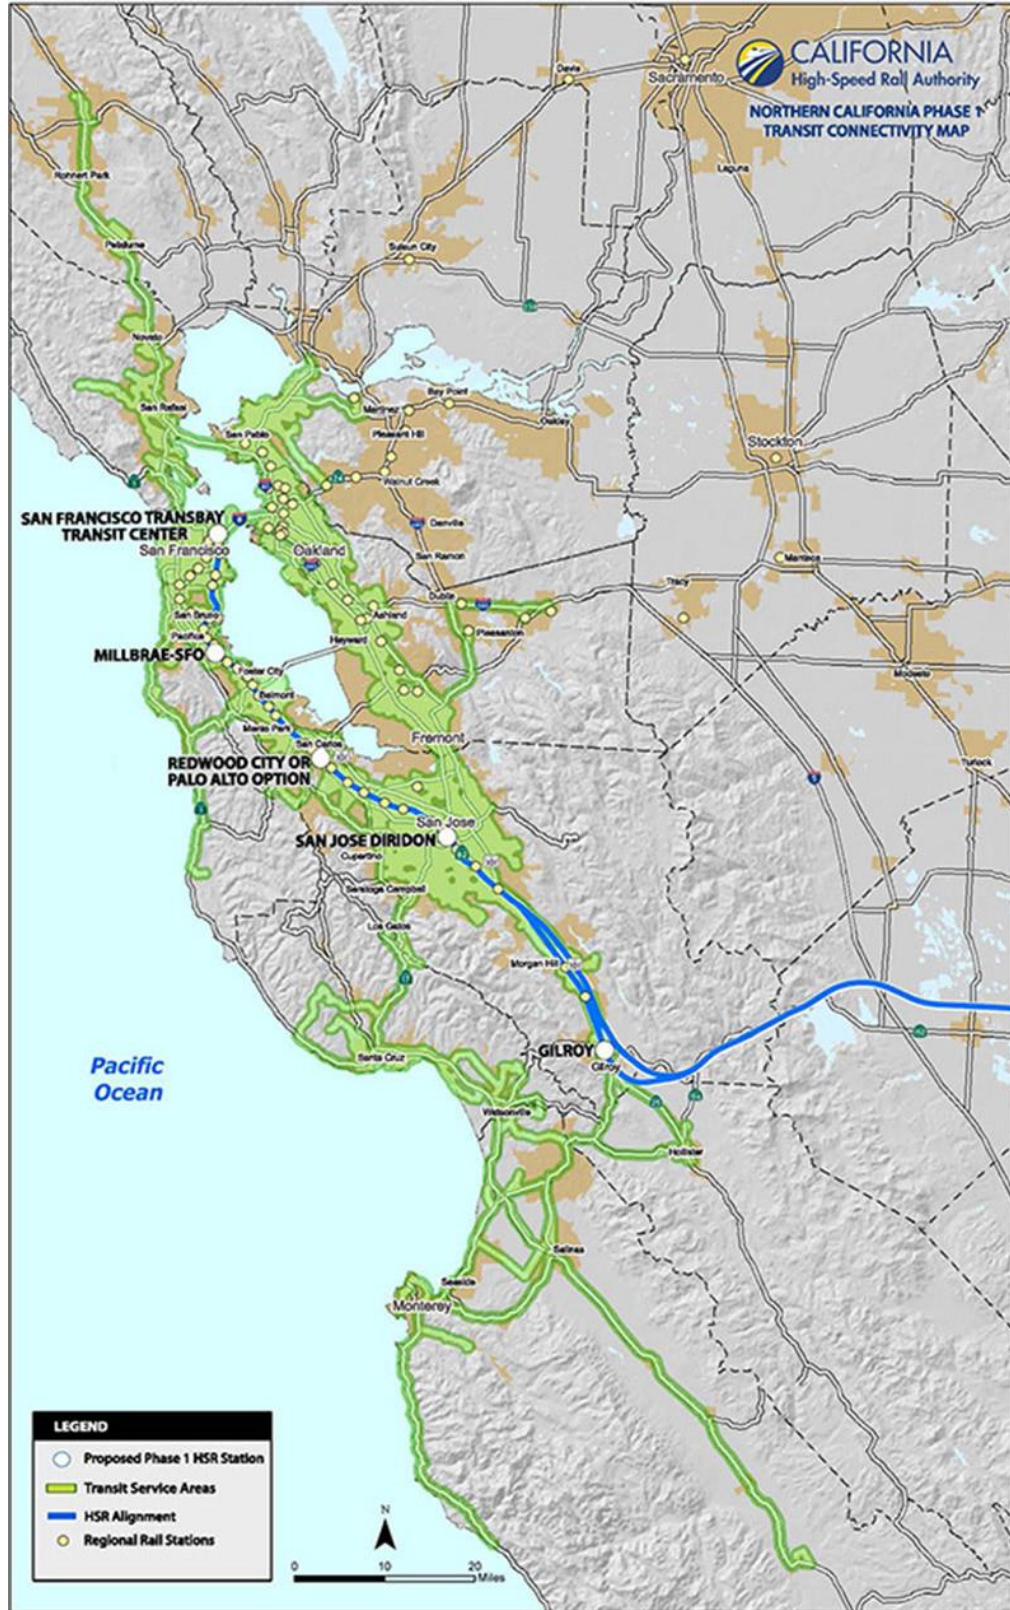 CALIFORNIA
High-Speed Rail Authority
NORTHERN CALIFORNIA PHASE 1
TRANSIT CONNECTIVITY MAP
Davis
Sacramento
Laguna
Rohnert Park
Petaluma
Suisun City
Novato
San Rafael
Martinez
Bay Point
Oakley
San Pablo
Pleasant Hill
Stockton
Walnut Creek
Danville
SAN FRANCISCO TRANSBAY
TRANSIT CENTER
San Francisco
Oakland
San Ramon
Manteca
Tracy
Dublin
San Bruno
Ashland
Pacifica
Hayward
Pleasanton
MILLBRAE-SFO
Foster City
Modesto
Belmont
Menlo Park
San Carlos
Fremont
REDWOOD CITY OR
PALO ALTO OPTION
Turlock
5
San Jose
SAN JOSE DIRIDON
Cupertino
Saratoga Campbell
Los Gatos
Morgan Hill
GILROY
Gilroy
Santa Cruz
Pacific
Ocean
Watsonville
Hollister
Salinas
Seaside
Monterey
LEGEND
Proposed Phase 1 HSR Station
Transit Service Areas
HSR Alignment
Regional Rail Stations
N
0 10 20
Miles